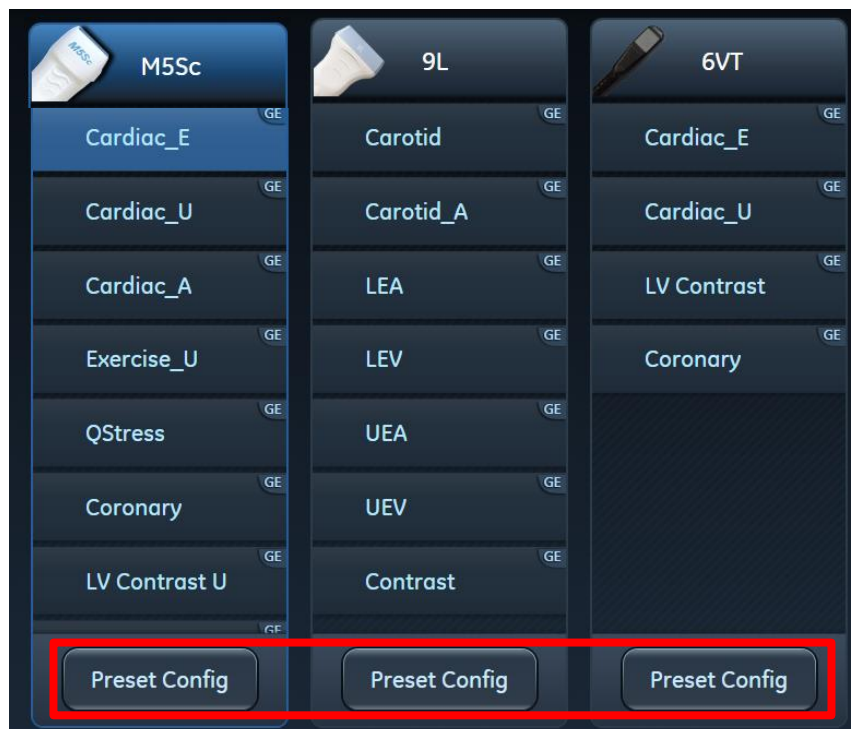 M5Sc
M5Sc
GE
Cardiac_E
GE
Cardiac_U
GE
Cardiac_A
GE
Exercise_U
GE
QStress
GE
Coronary
GE
LV Contrast U
GE
Preset Config
9L
GE
Carotid
GE
Carotid_A
GE
LEA
GE
LEV
GE
UEA
GE
UEV
GE
Contrast
Preset Config
6VT
GE
Cardiac_E
GE
Cardiac_U
GE
LV Contrast
GE
Coronary
Preset Config